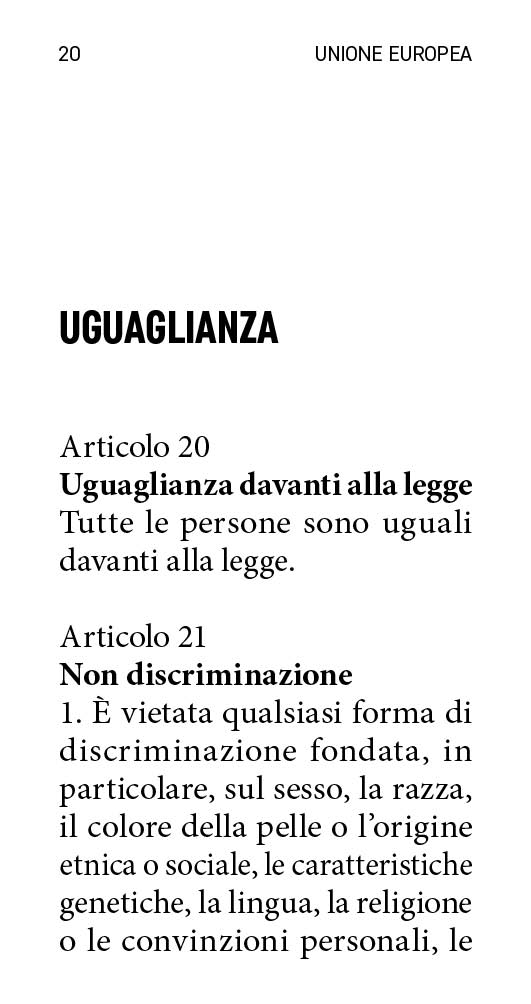 20 UNIONE EUROPEA
UGUAGLIANZA
Articolo 20
Uguaglianza davanti alla legge
Tutte le persone sono uguali
davanti alla legge.
Articolo 21
Non discriminazione
1. È vietata qualsiasi forma di
discriminazione fondata, in
particolare, sul sesso, la razza,
il colore della pelle o l’origine
etnica o sociale, le caratteristiche
genetiche, la lingua, la religione
o le convinzioni personali, le